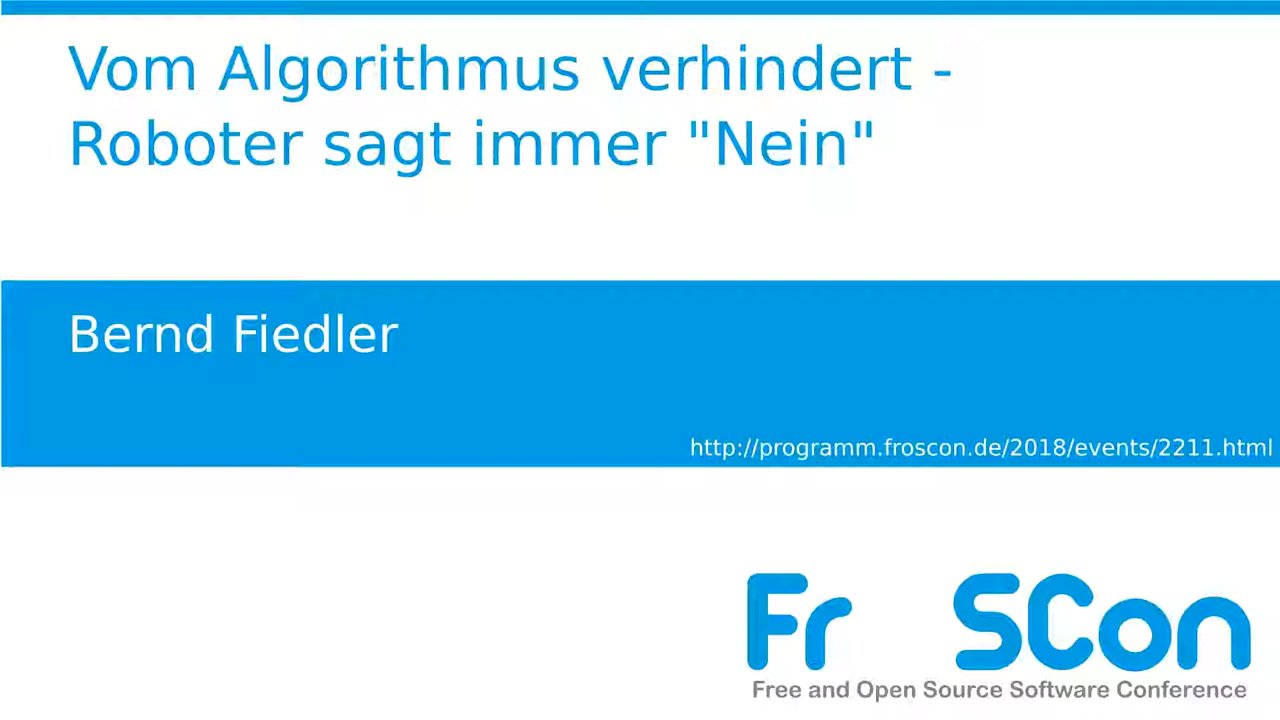 Vom Algorithmus verhindert -
Roboter sagt immer "Nein"
Bernd Fiedler
http://programm.froscon.de/2018/events/2211.html
Fr SCon
Free and Open Source Software Conference